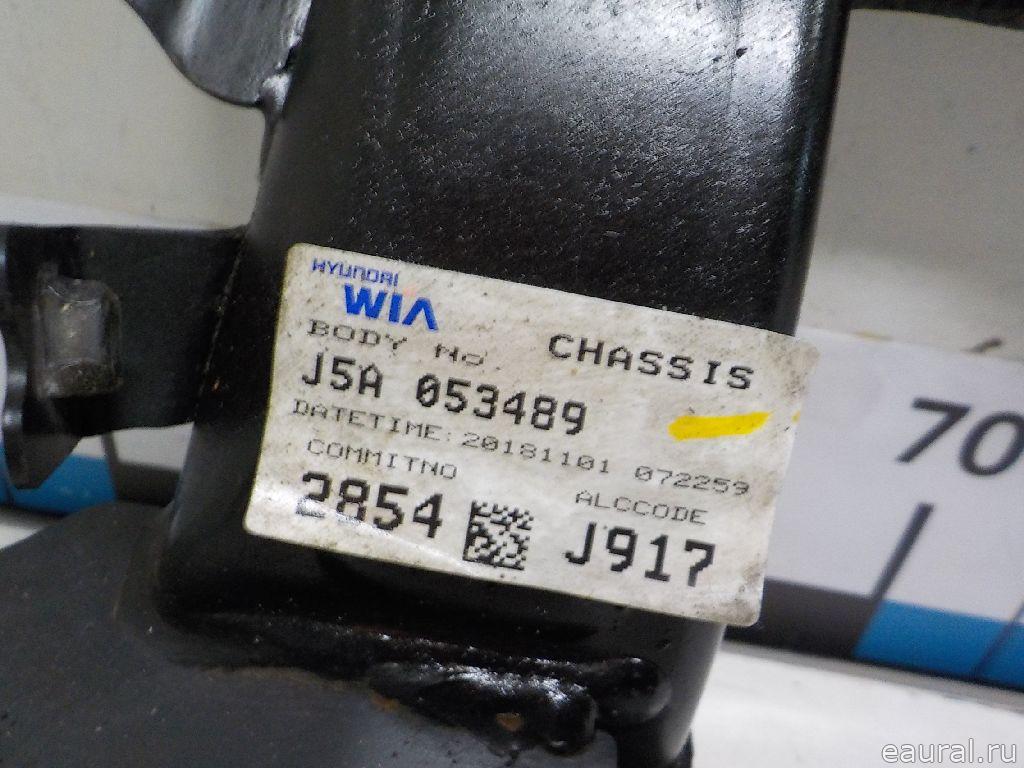 HYUNDAI
WIA
BODY No. CHASSIS
J5A 053489
DATETIME: 20181101 072259
COMMITNO ALCCODE
2854 J917
70
eaural.ru